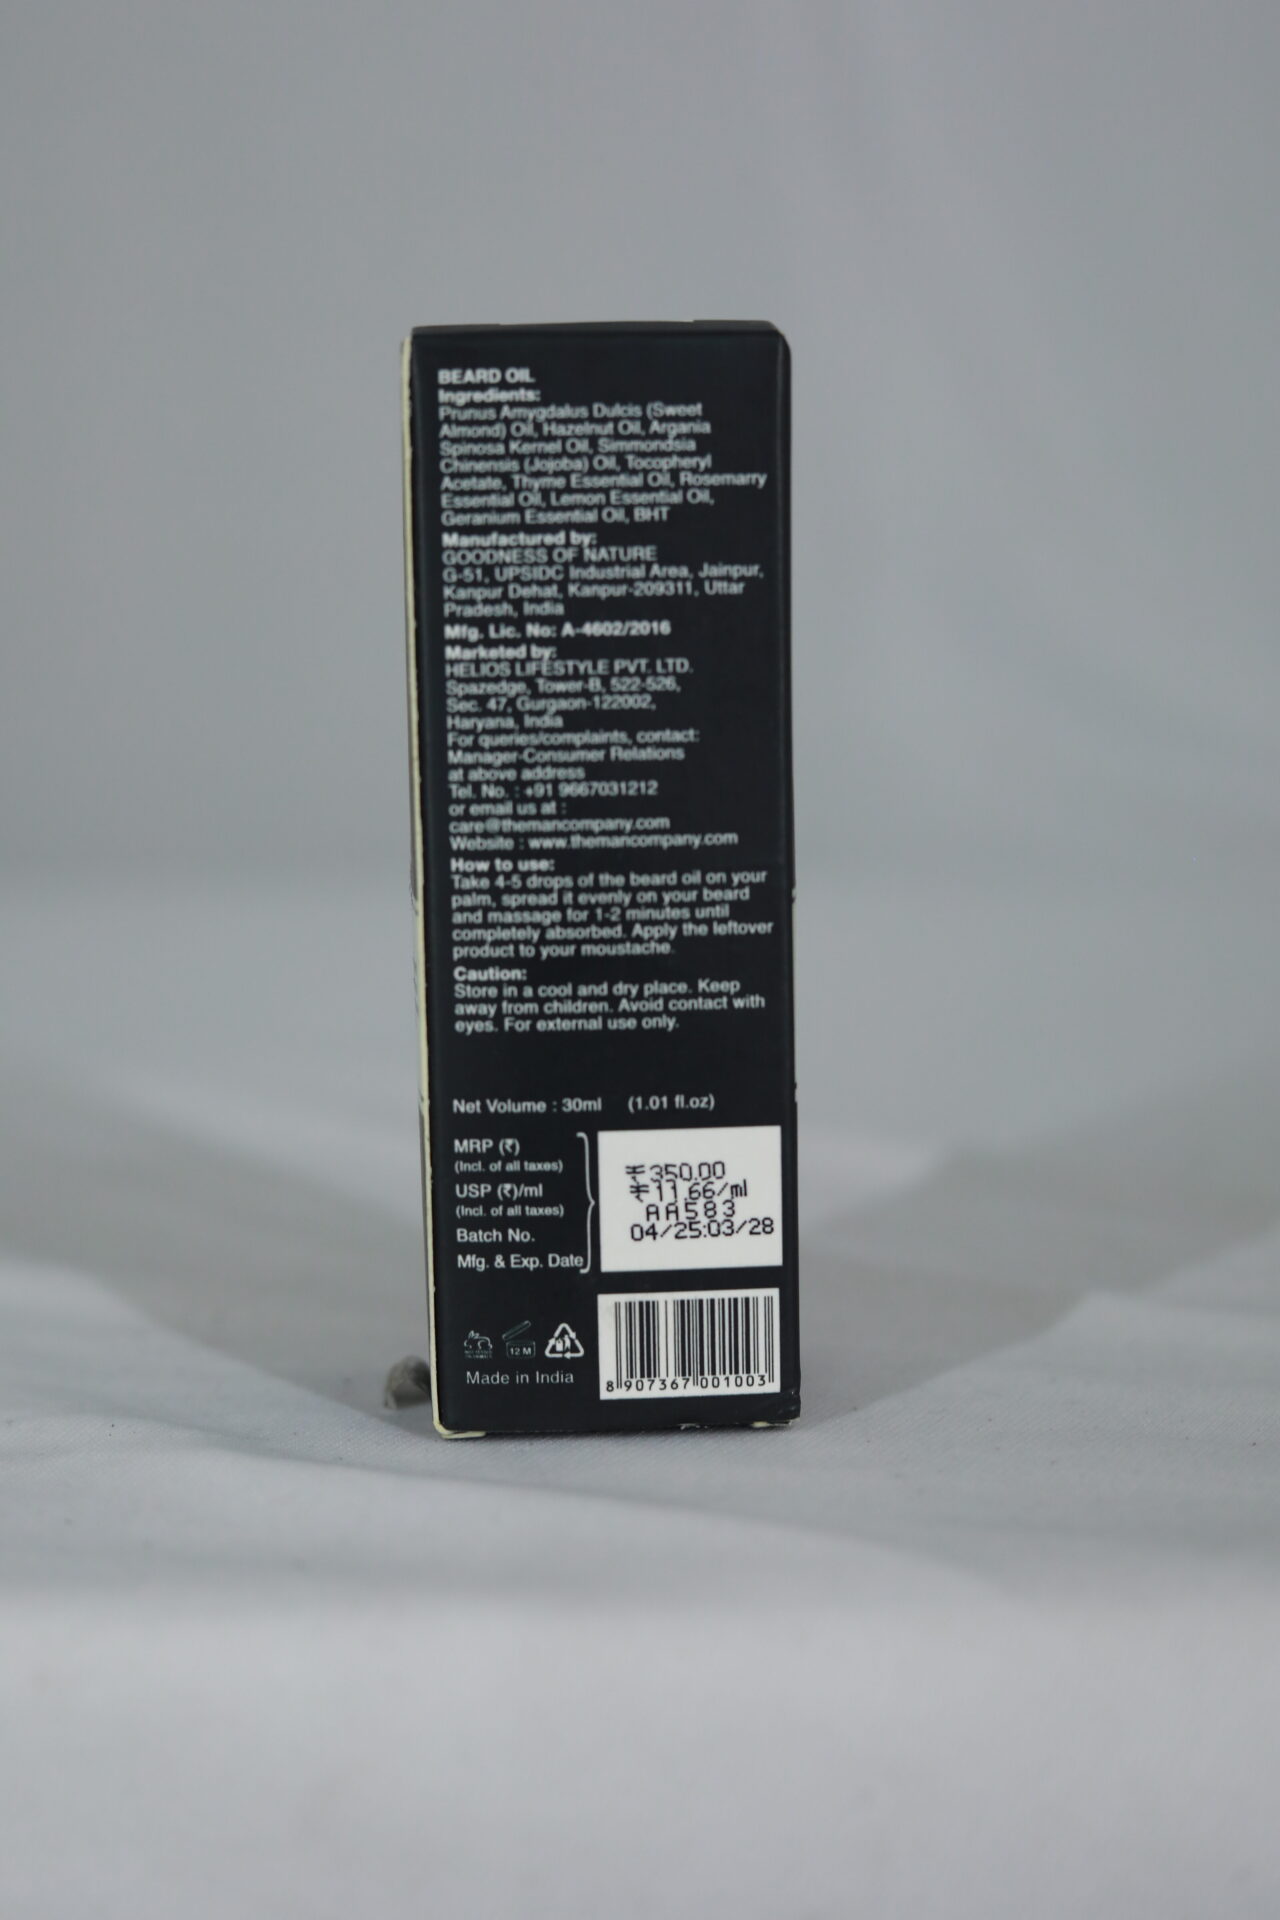 BEARD OIL
Ingredients:
Prunus Amygdalus Dulcis (Sweet
Almond) Oil, Hazelnut Oil, Argania
Spinosa Kernel Oil, Simmondsia
Chinensis (Jojoba) Oil, Tocopheryl
Acetate, Thyme Essential Oil, Rosemarry
Essential Oil, Lemon Essential Oil,
Geranium Essential Oil, BHT
Manufactured by:
GOODNESS OF NATURE
G-51, UPSIDC Industrial Area, Jainpur,
Kanpur Dehat, Kanpur-209311, Uttar
Pradesh, India
Mfg. Lic. No: A-4602/2016
Marketed by:
HELIOS LIFESTYLE PVT. LTD.
Spazedge, Tower-B, 522-526,
Sec. 47, Gurgaon-122002,
Haryana, India
For queries/complaints, contact:
Manager-Consumer Relations
at above address
Tel. No. : +91 9667031212
or email us at :
care@themancompany.com
Website : www.themancompany.com
How to use:
Take 4-5 drops of the beard oil on your
palm, spread it evenly on your beard
and massage for 1-2 minutes until
completely absorbed. Apply the leftover
product to your moustache.
Caution:
Store in a cool and dry place. Keep
away from children. Avoid contact with
eyes. For external use only.
Net Volume : 30ml (1.01 fl.oz)
MRP (₹)
(Incl. of all taxes)
USP (₹)/ml
(Incl. of all taxes)
Batch No.
Mfg. & Exp. Date
₹350.00
₹11.66/ml
AA583
04/25:03/28
12 M
Made in India
8 907367 001003